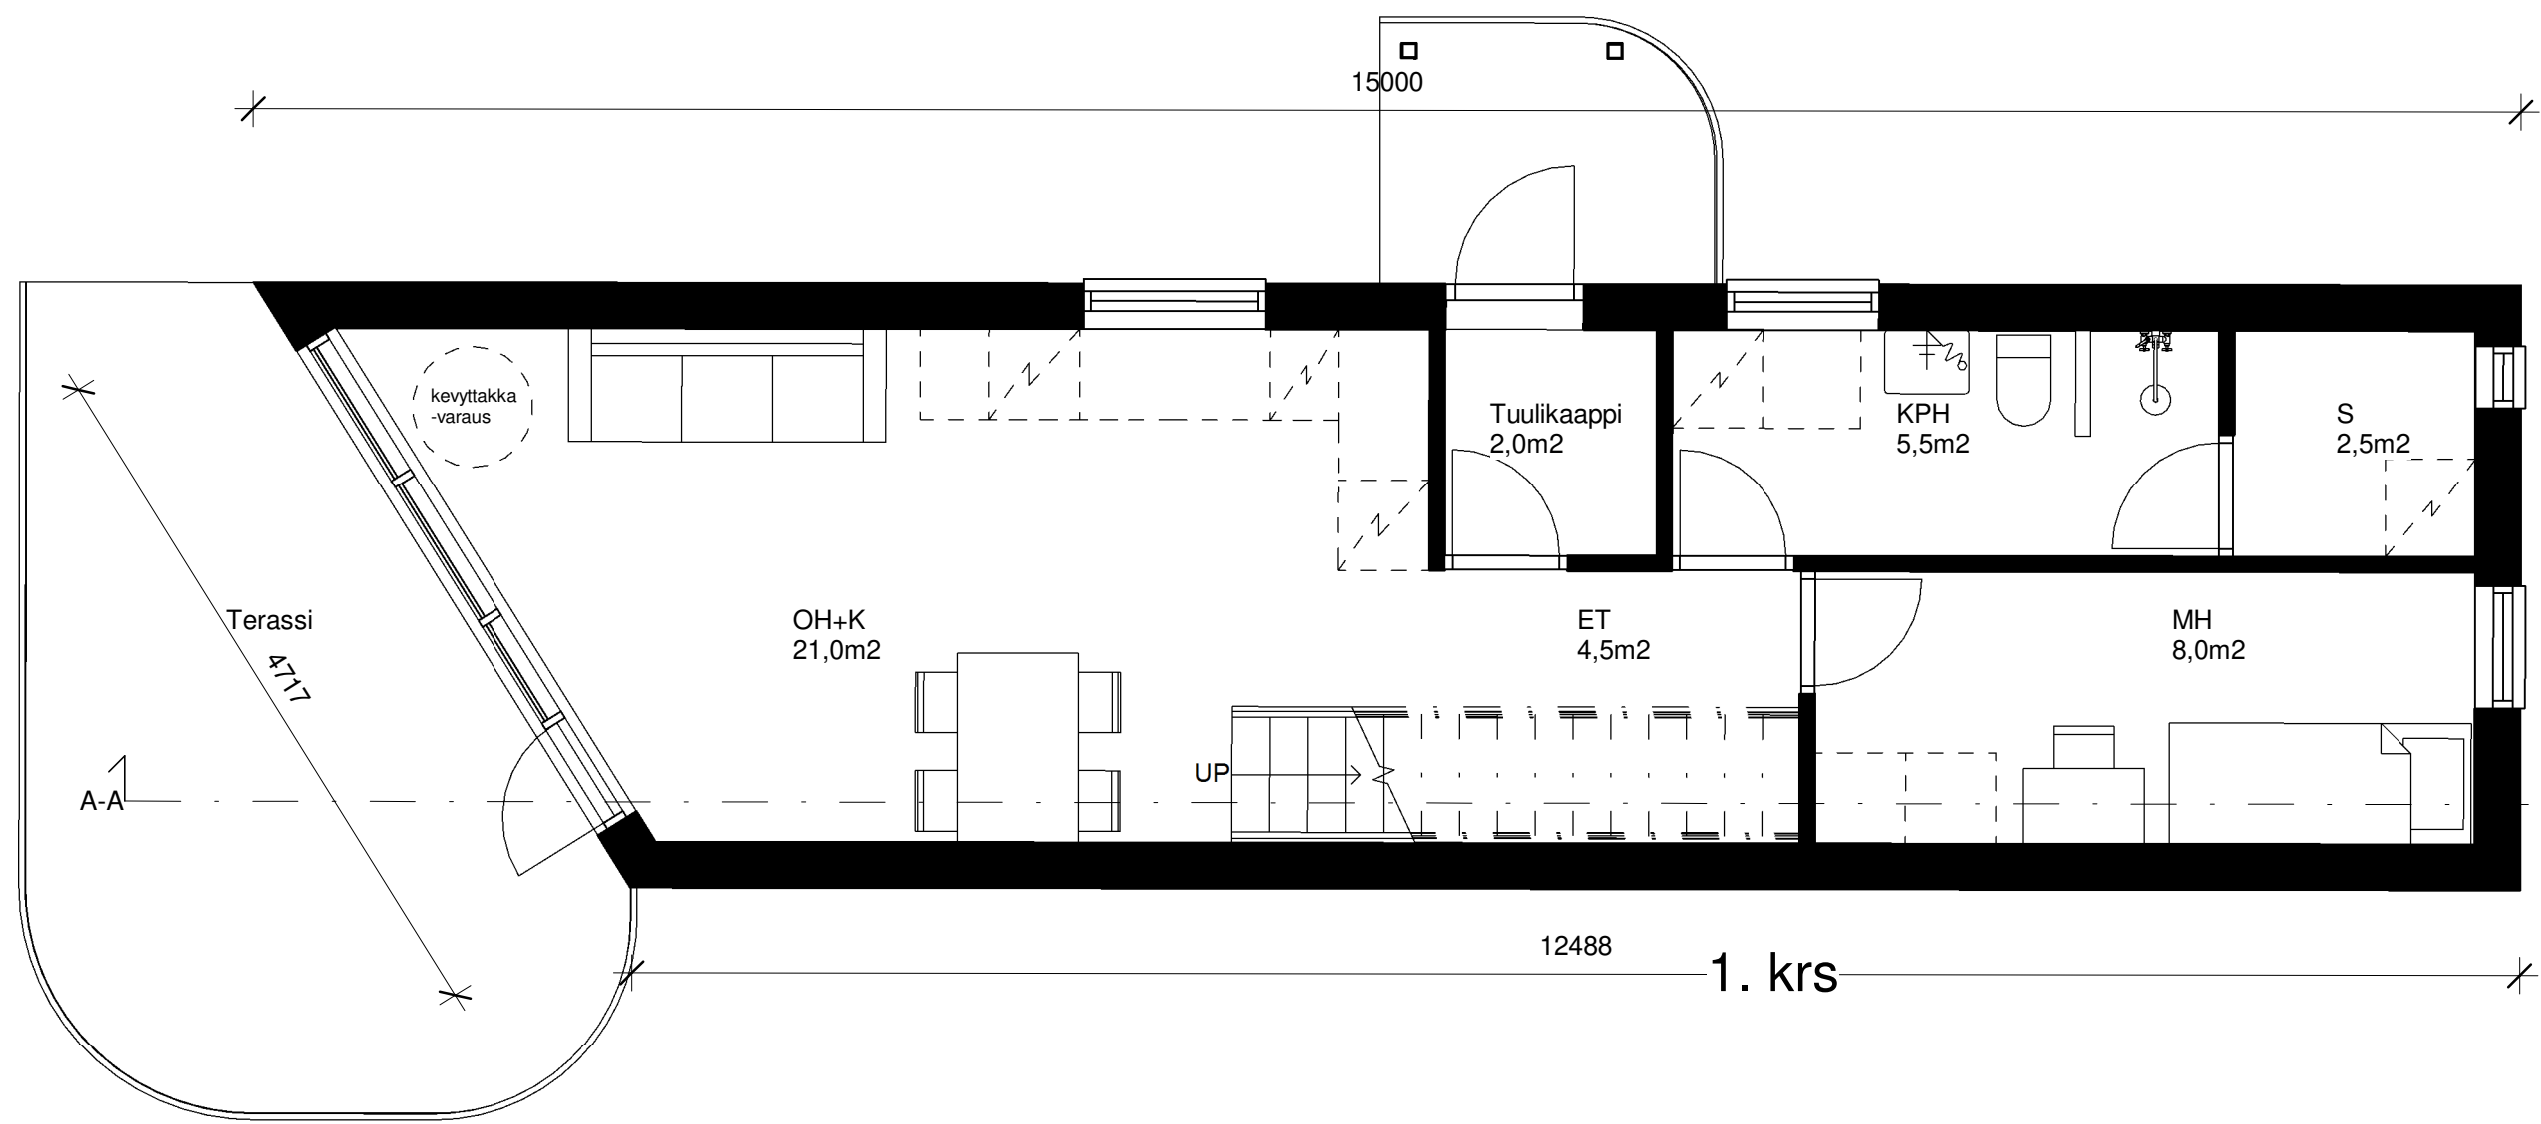 15000
kevyttakka
-varaus
Tuulikaappi
2,0m2
KPH
5,5m2
S
2,5m2
Terassi
4717
OH+K
21,0m2
ET
4,5m2
MH
8,0m2
UP
A-A
12488
1. krs